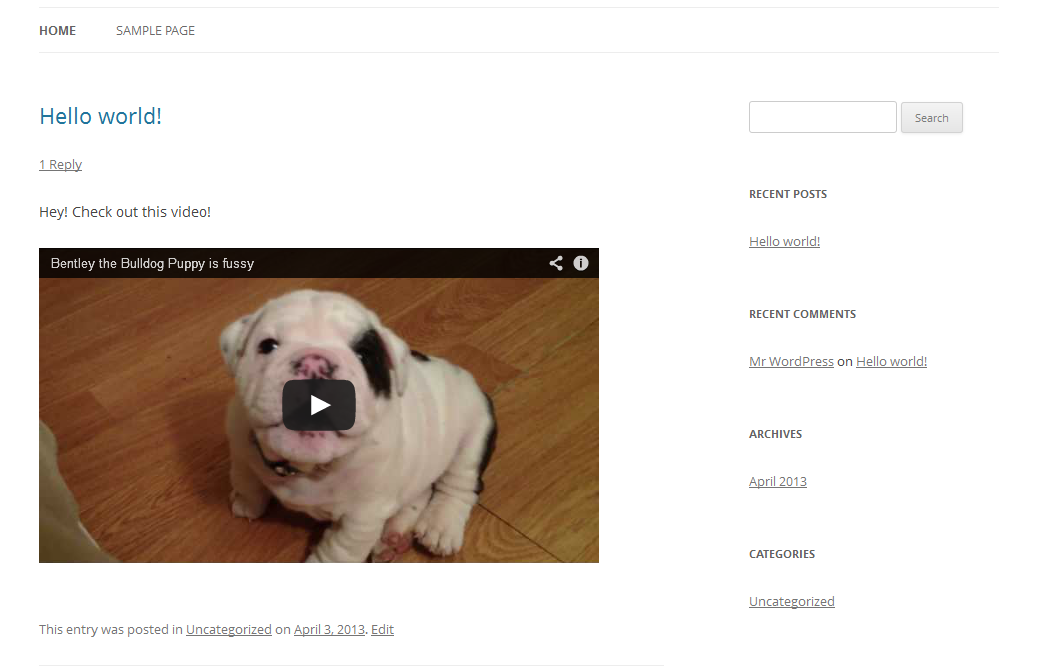 HOME SAMPLE PAGE
Hello world!
1 Reply
Hey! Check out this video!
Bentley the Bulldog Puppy is fussy
This entry was posted in Uncategorized on April 3, 2013. Edit
Search
RECENT POSTS
Hello world!
RECENT COMMENTS
Mr WordPress on Hello world!
ARCHIVES
April 2013
CATEGORIES
Uncategorized